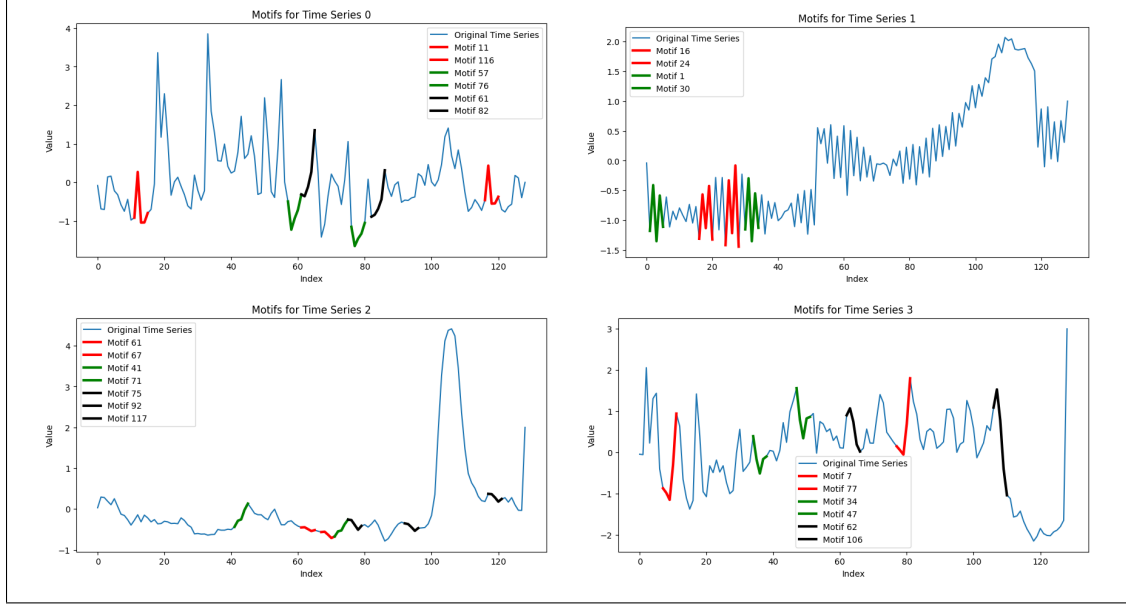 Motifs for Time Series 0
Value
4
3
2
1
0
−1
0 20 40 60 80 100 120
Index
Original Time Series
Motif 11
Motif 116
Motif 57
Motif 76
Motif 61
Motif 82
Motifs for Time Series 1
Value
2.0
1.5
1.0
0.5
0.0
−0.5
−1.0
−1.5
0 20 40 60 80 100 120
Index
Original Time Series
Motif 16
Motif 24
Motif 1
Motif 30
Motifs for Time Series 2
Value
4
3
2
1
0
−1
0 20 40 60 80 100 120
Index
Original Time Series
Motif 61
Motif 67
Motif 41
Motif 71
Motif 75
Motif 92
Motif 117
Motifs for Time Series 3
Value
3
2
1
0
−1
−2
0 20 40 60 80 100 120
Index
Original Time Series
Motif 7
Motif 77
Motif 34
Motif 47
Motif 62
Motif 106